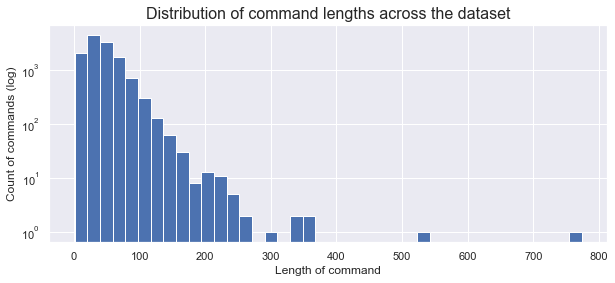 Distribution of command lengths across the dataset
Count of commands (log)
10³
10²
10¹
10⁰
0 100 200 300 400 500 600 700 800
Length of command